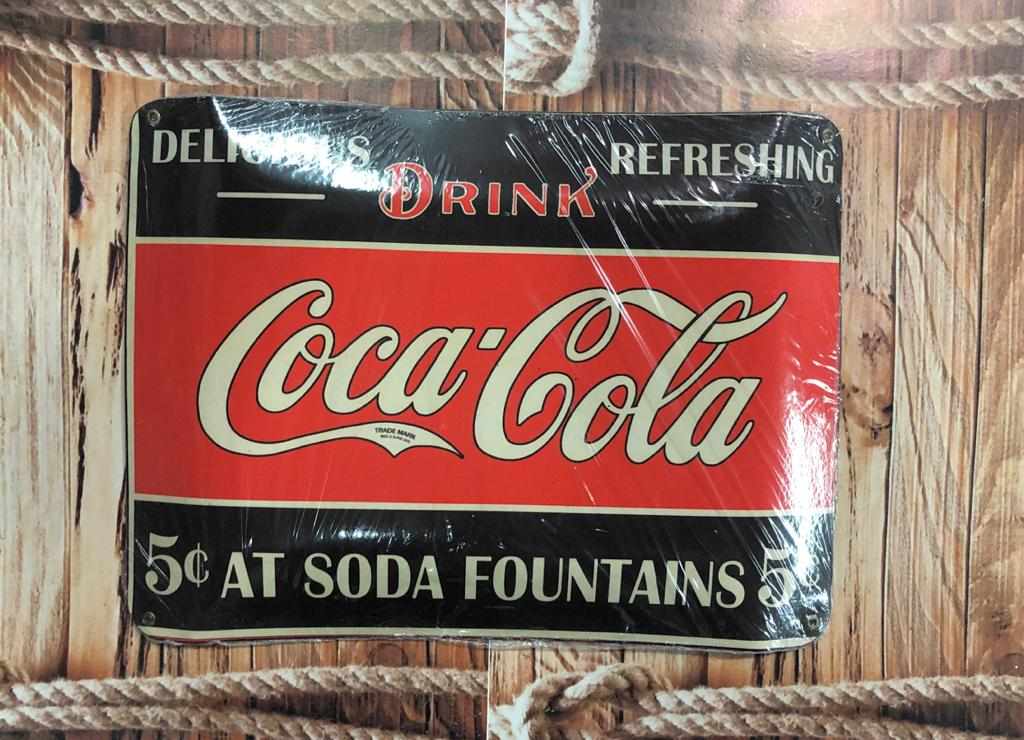 DELICIOUS REFRESHING
DRINK
Coca-Cola
TRADE MARK
5¢ AT SODA FOUNTAINS 5¢